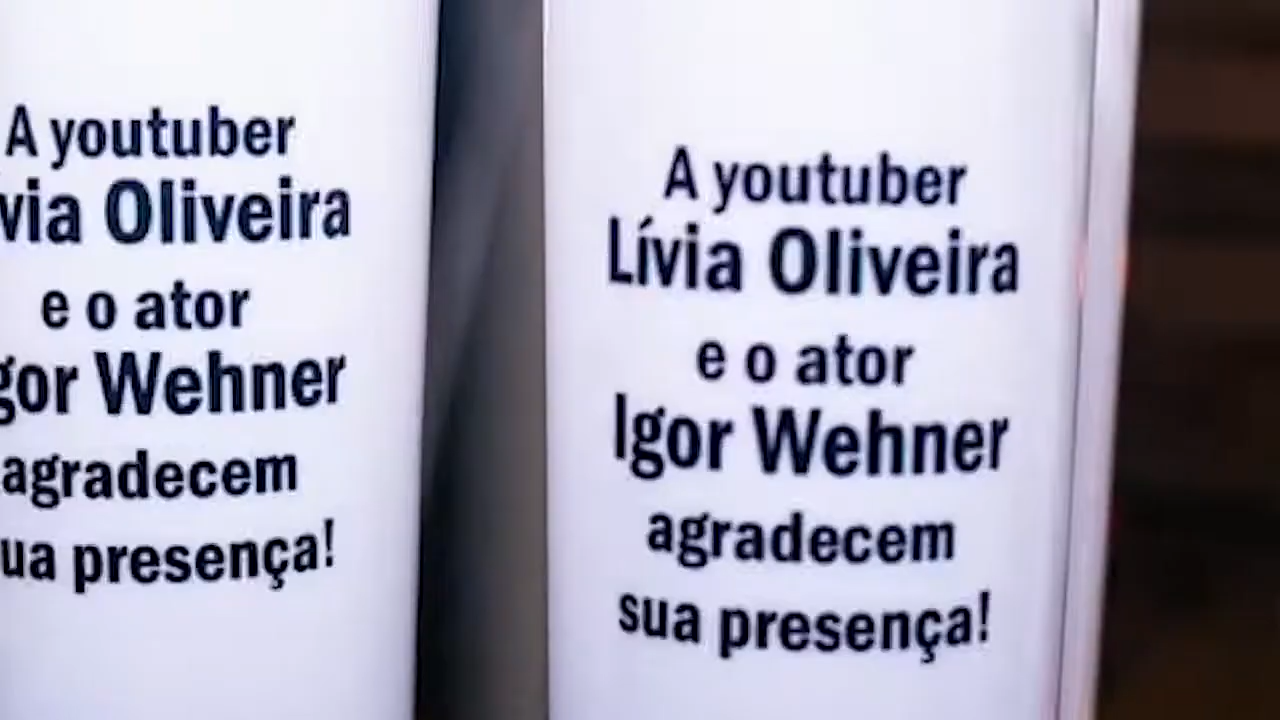 A youtuber
via Oliveira
e o ator
gor Wehner
agradecem
ua presença!
A youtuber
Lívia Oliveira
e o ator
Igor Wehner
agradecem
sua presença!